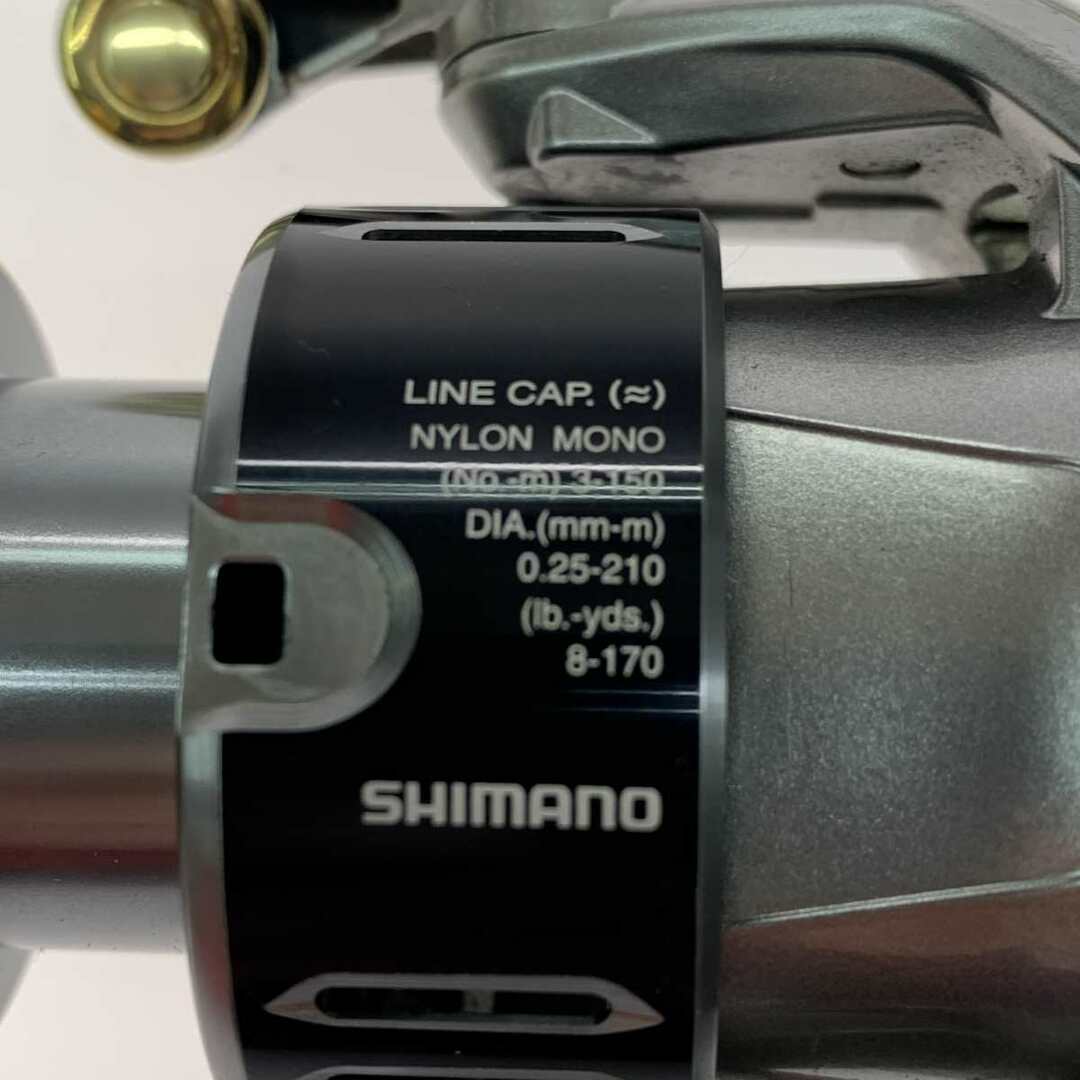 LINE CAP. (≈)
NYLON MONO
(No.-m) 3-150
DIA.(mm-m)
0.25-210
(lb.-yds.)
8-170
SHIMANO